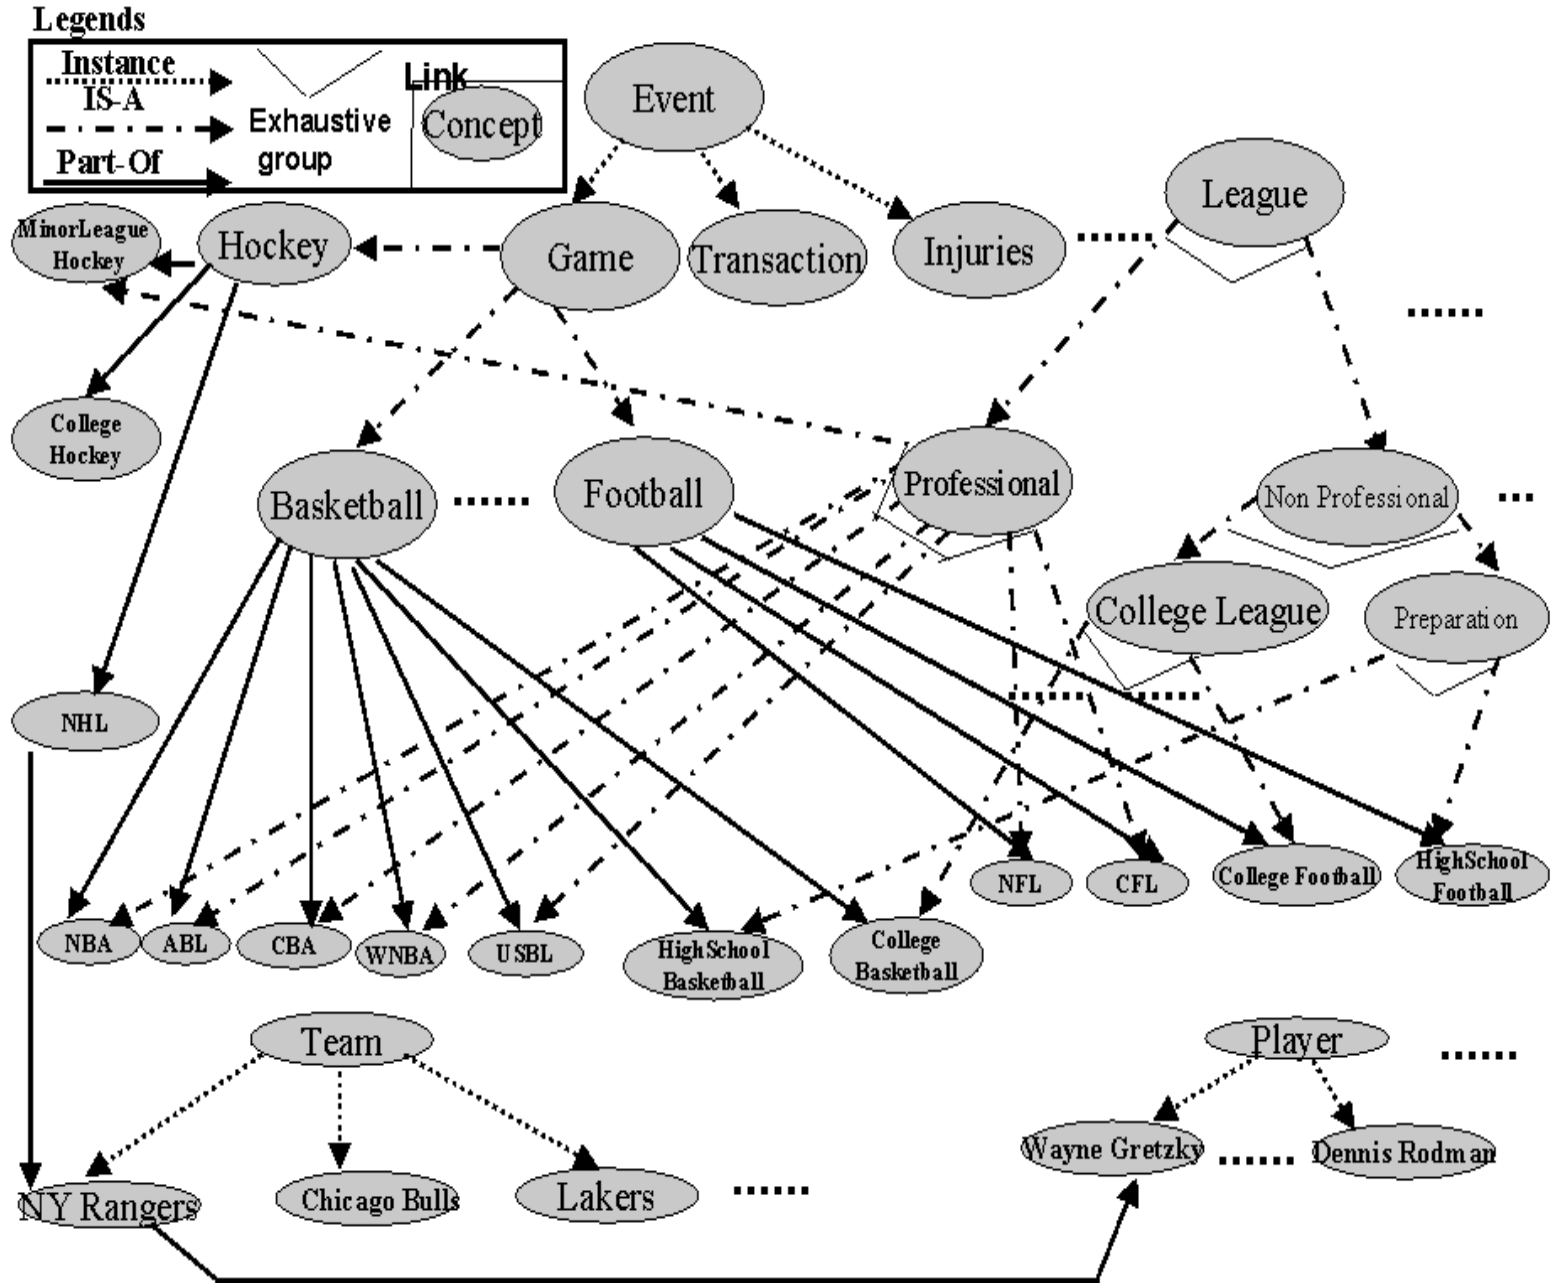 Legends
Instance
IS-A
Part-Of
Exhaustive
group
Link
Concept
Event
League
MinorLeague
Hockey
Hockey
Game
Transaction
Injuries
College
Hockey
Basketball
Football
Professional
Non Professional
College League
Preparation
NHL
NFL
CFL
College Football
HighSchool
Football
NBA
ABL
CBA
WNBA
USBL
HighSchool
Basketball
College
Basketball
Team
Player
Wayne Gretzky
Dennis Rodman
NY Rangers
Chicago Bulls
Lakers